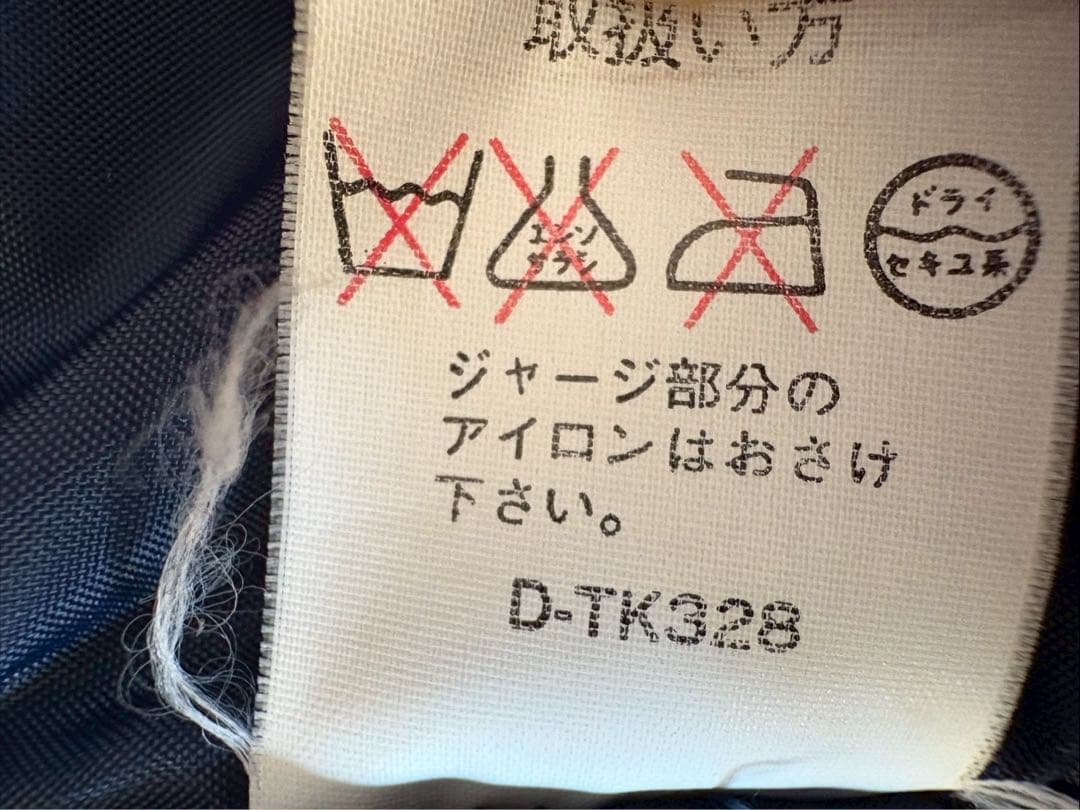 取扱い方
エンソ
サラシ
ドライ
セキユ系
ジャージ部分の
アイロンはおさけ
下さい。
D-TK328